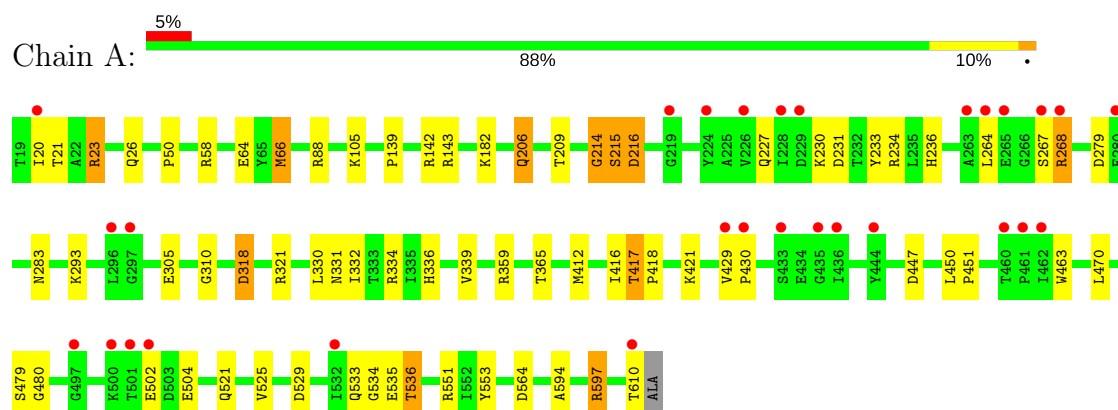 5%
Chain A:
88% 10% •
T19 I20 T21 A22 R23 Q26 P50 R58 E64 Y65 M66 R88 K105 P139 R142 R143 K182 Q206 T209 G214 S215 D216 G219 Y224 A225 V226 Q227 I228 D229 K230 D231 T232 Y233 R234 L235 H236 A263 L264 E265 G266 S267 R268 D279
N283 K293 L296 G297 E305 G310 D318 R321 L330 N331 I332 T333 R334 I335 H336 V339 R359 T365 M412 I416 T417 P418 K421 V429 P430 S433 E434 G435 I436 Y444 D447 L450 P451 T460 P461 I462 W463 L470
S479 G480 G497 K500 T501 E502 D503 E504 Q521 V525 D529 I532 Q533 G534 E535 T536 R551 I552 Y553 D564 A594 R597 T610 ALA